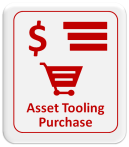 $
Asset Tooling
Purchase